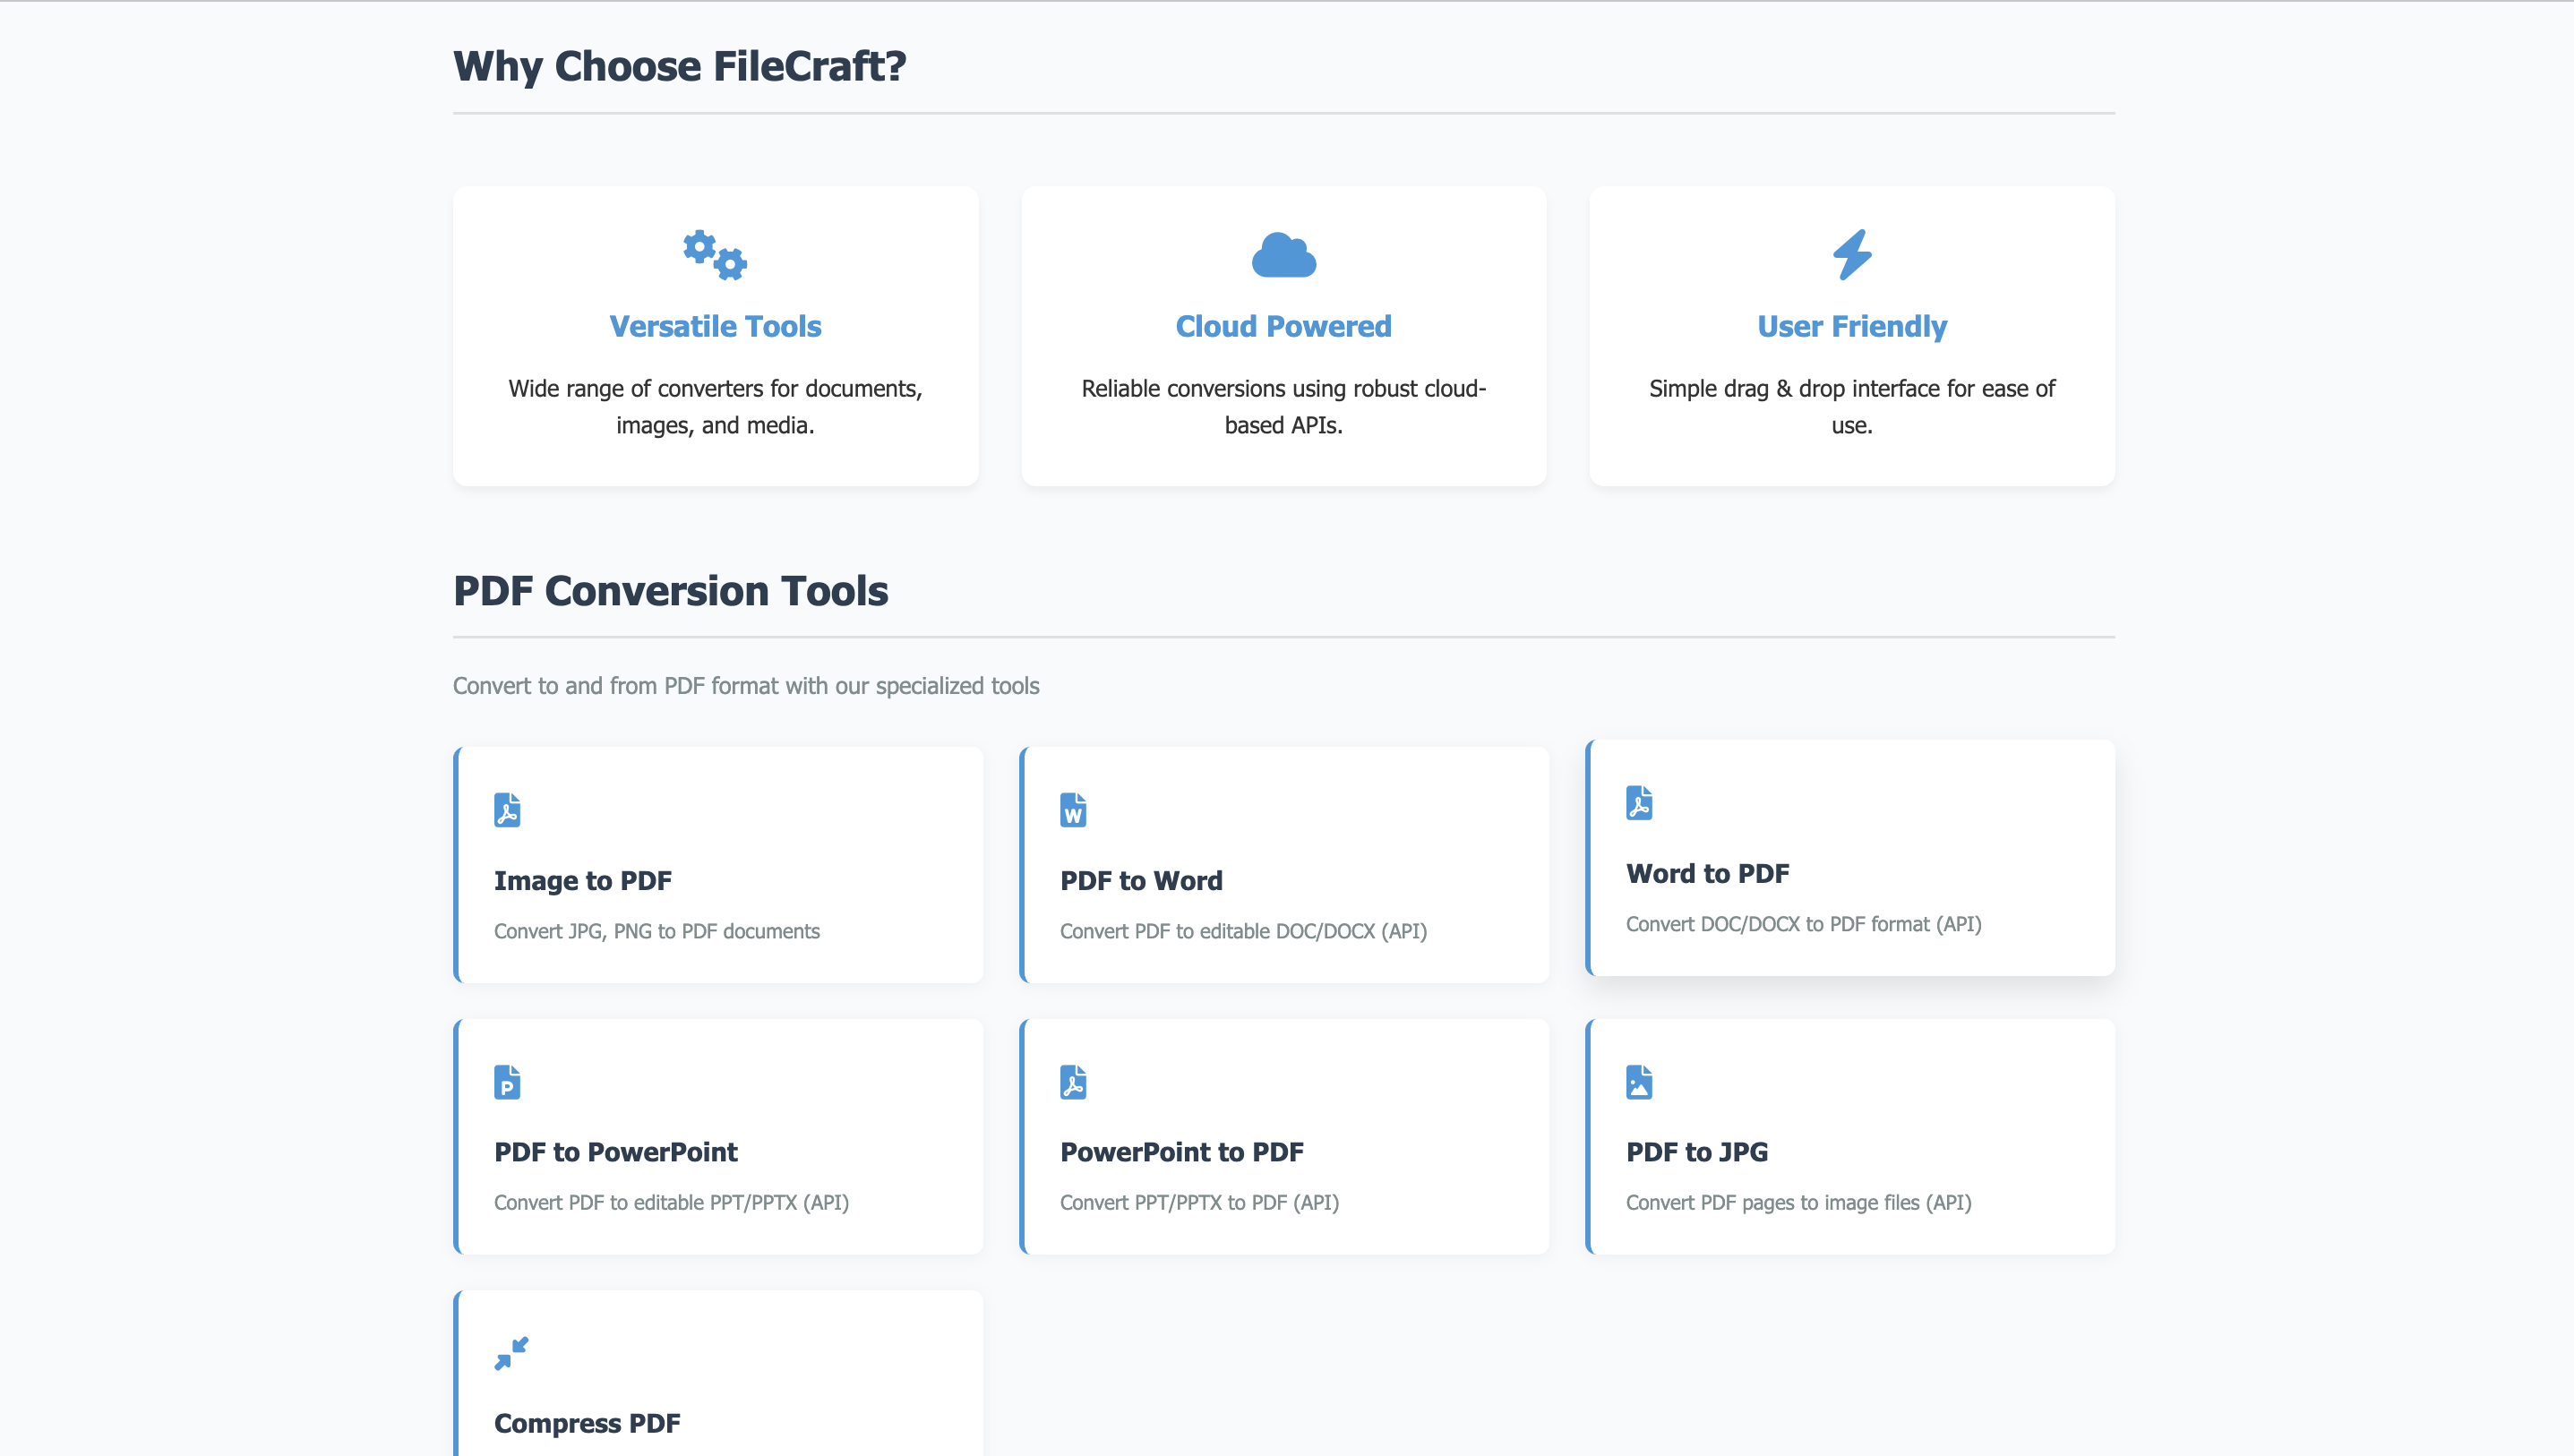 Why Choose FileCraft?
Versatile Tools
Wide range of converters for documents,
images, and media.
Cloud Powered
Reliable conversions using robust cloud-
based APIs.
User Friendly
Simple drag & drop interface for ease of
use.
PDF Conversion Tools
Convert to and from PDF format with our specialized tools
Image to PDF
Convert JPG, PNG to PDF documents
W
PDF to Word
Convert PDF to editable DOC/DOCX (API)
Word to PDF
Convert DOC/DOCX to PDF format (API)
P
PDF to PowerPoint
Convert PDF to editable PPT/PPTX (API)
PowerPoint to PDF
Convert PPT/PPTX to PDF (API)
PDF to JPG
Convert PDF pages to image files (API)
Compress PDF